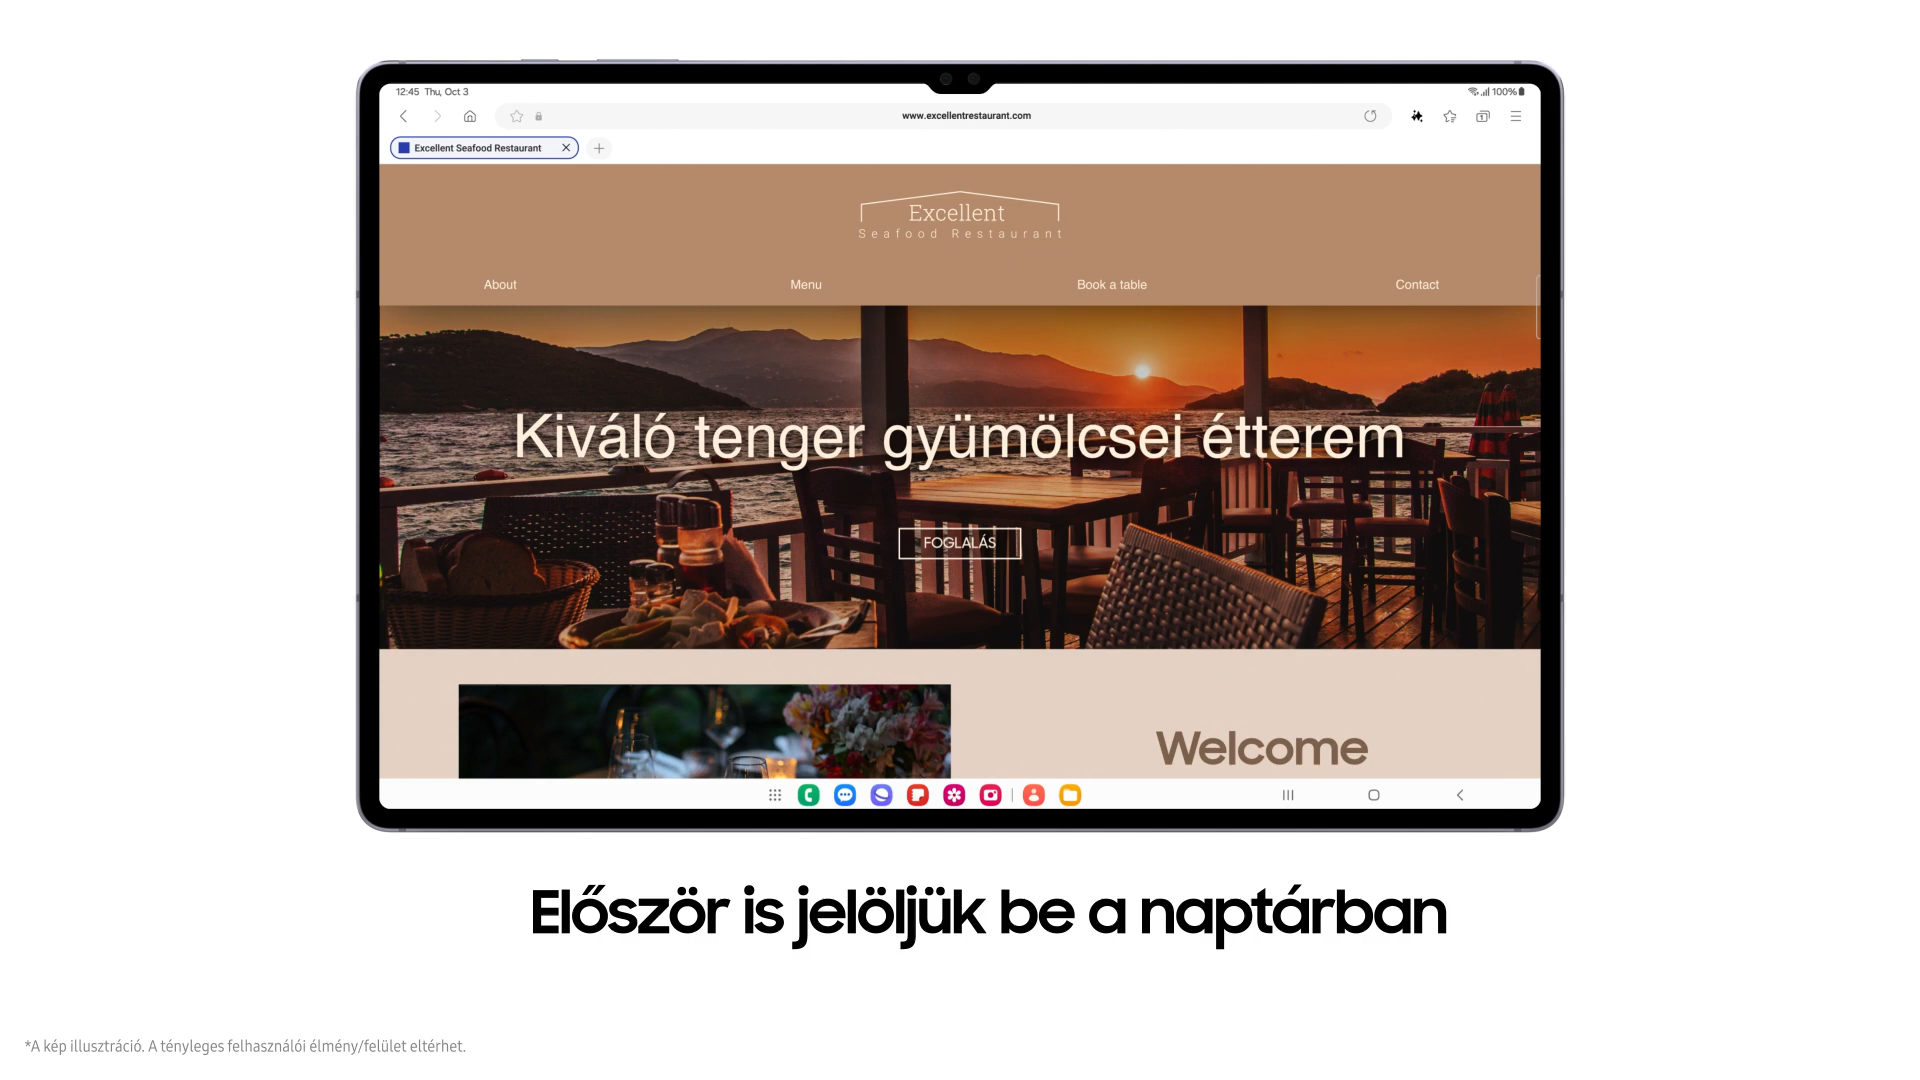 12:45 Thu, Oct 3
100%
www.excellentrestaurant.com
1
Excellent Seafood Restaurant
Excellent
Seafood Restaurant
About Menu Book a table Contact
Kiváló tenger gyümölcsei étterem
FOGLALÁS
Welcome
Először is jelöljük be a naptárban
*A kép illusztráció. A tényleges felhasználói élmény/felület eltérhet.